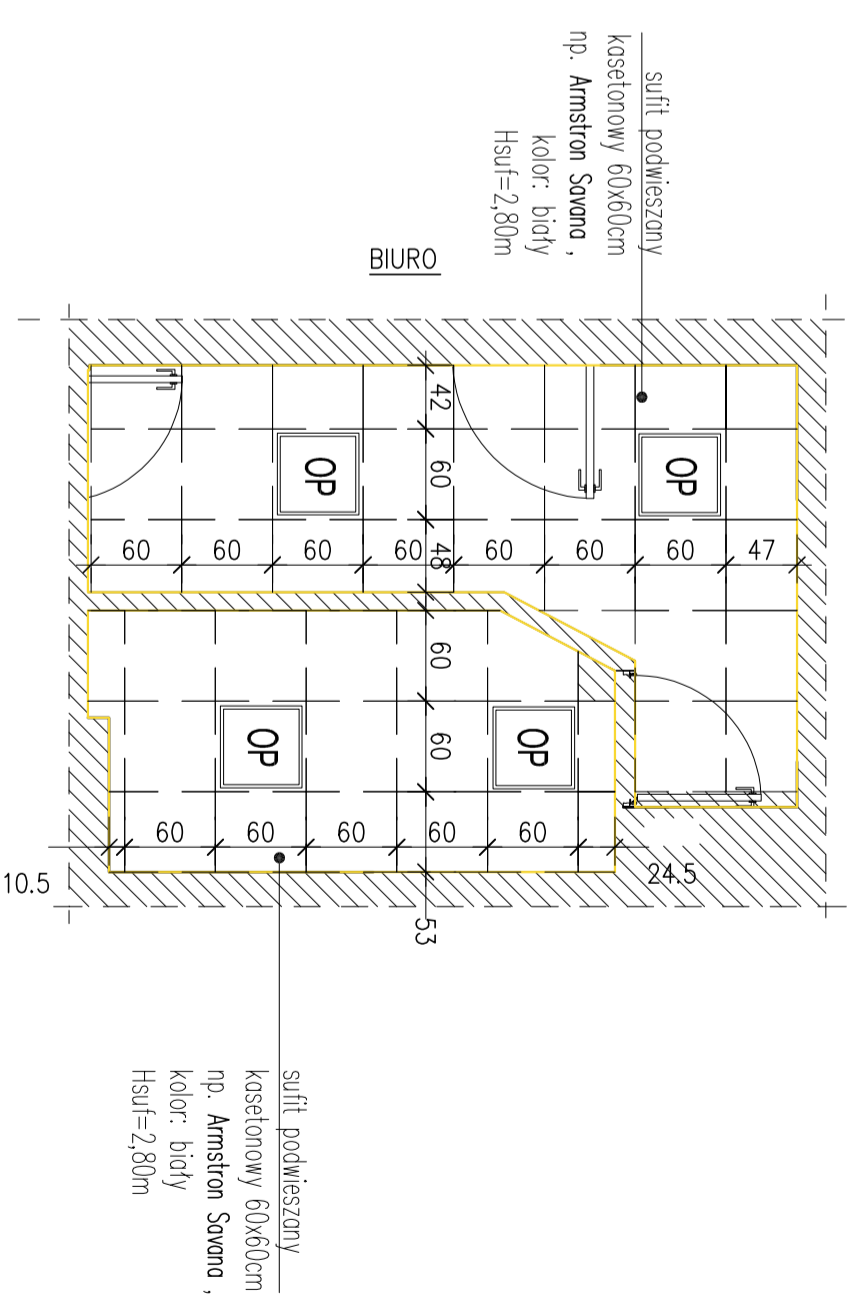 sufit podwieszany
kasetonowy 60x60cm
np. Armstron Savana ,
kolor: biały
Hsuf=2,80m
BIURO
42
60
48
60
60
53
OP
OP
60
60
60
60
60
60
60
47
OP
OP
60
60
60
60
60
10.5
24.5
sufit podwieszany
kasetonowy 60x60cm
np. Armstron Savana ,
kolor: biały
Hsuf=2,80m